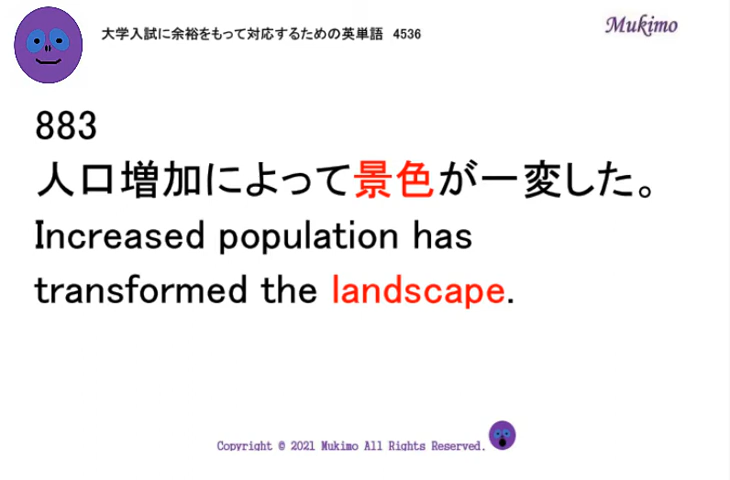 大学入試に余裕をもって対応するための英単語 4536
Mukimo
883
人口増加によって景色が一変した。
Increased population has
transformed the landscape.
Copyright © 2021 Mukimo All Rights Reserved.